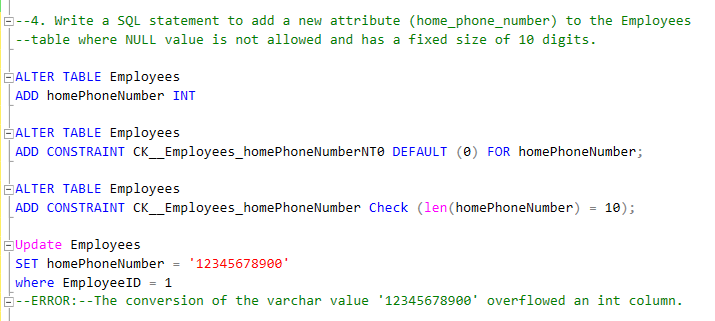 --4. Write a SQL statement to add a new attribute (home_phone_number) to the Employees
--table where NULL value is not allowed and has a fixed size of 10 digits.
ALTER TABLE Employees
ADD homePhoneNumber INT
ALTER TABLE Employees
ADD CONSTRAINT CK__Employees_homePhoneNumberNT0 DEFAULT (0) FOR homePhoneNumber;
ALTER TABLE Employees
ADD CONSTRAINT CK__Employees_homePhoneNumber Check (len(homePhoneNumber) = 10);
Update Employees
SET homePhoneNumber = '12345678900'
where EmployeeID = 1
--ERROR:--The conversion of the varchar value '12345678900' overflowed an int column.